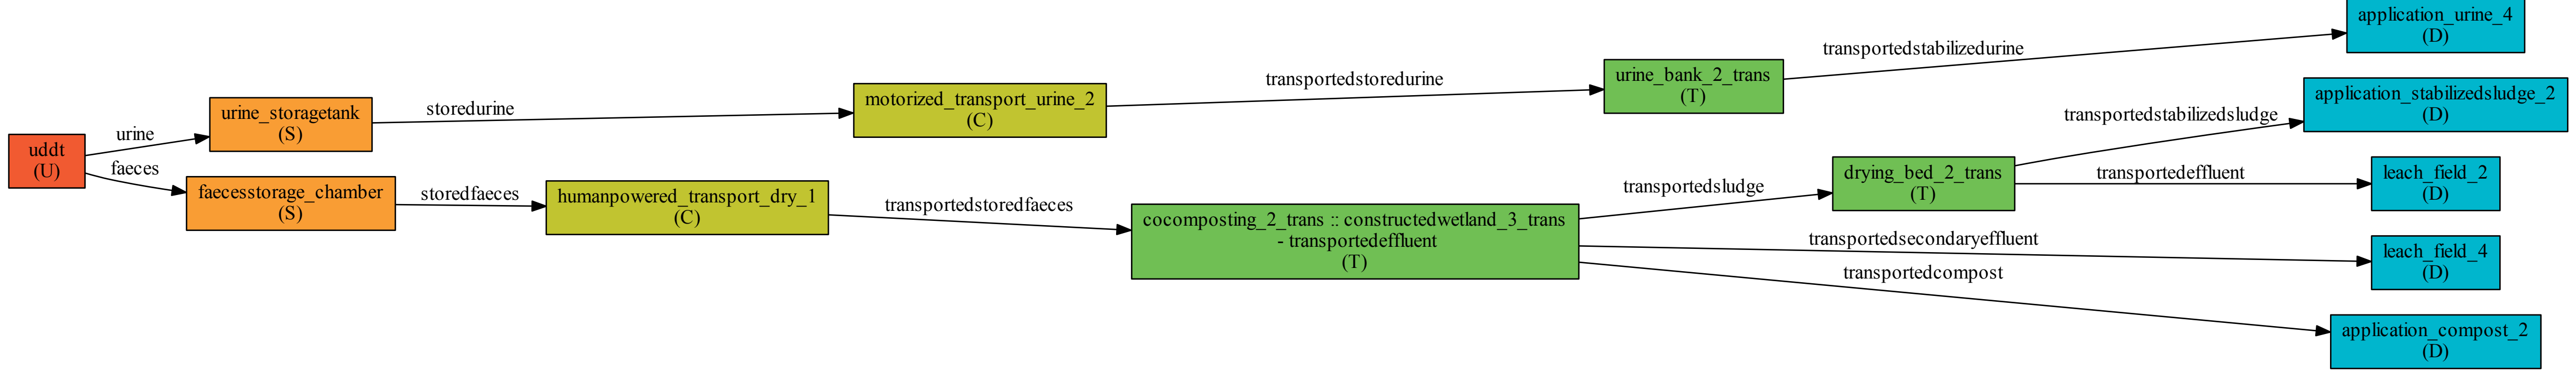 uddt
(U)
urine
faeces
urine_storagetank
(S)
faecesstorage_chamber
(S)
storedurine
storedfaeces
motorized_transport_urine_2
(C)
humanpowered_transport_dry_1
(C)
transportedstoredurine
transportedstoredfaeces
urine_bank_2_trans
(T)
cocomposting_2_trans :: constructedwetland_3_trans
- transportedeffluent
(T)
transportedstabilizedurine
transportedsludge
drying_bed_2_trans
(T)
transportedstabilizedsludge
transportedeffluent
transportedsecondaryeffluent
transportedcompost
application_urine_4
(D)
application_stabilizedsludge_2
(D)
leach_field_2
(D)
leach_field_4
(D)
application_compost_2
(D)